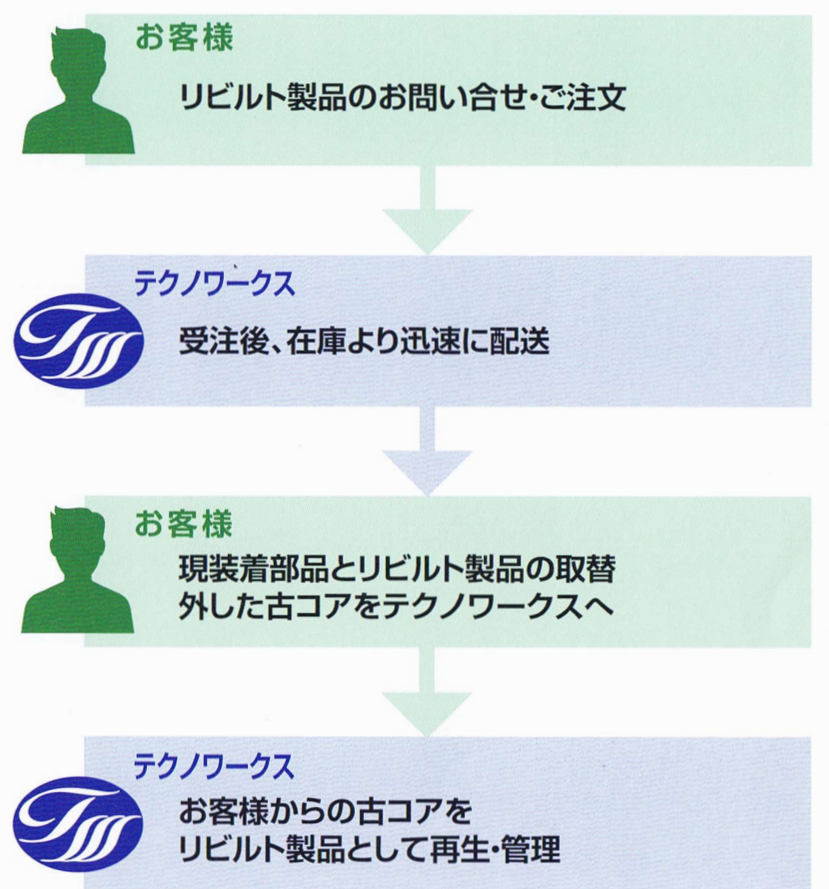 お客様
リビルト製品のお問い合せ・ご注文
テクノワークス
受注後、在庫より迅速に配送
お客様
現装着部品とリビルト製品の取替
外した古コアをテクノワークスへ
テクノワークス
お客様からの古コアを
リビルト製品として再生・管理